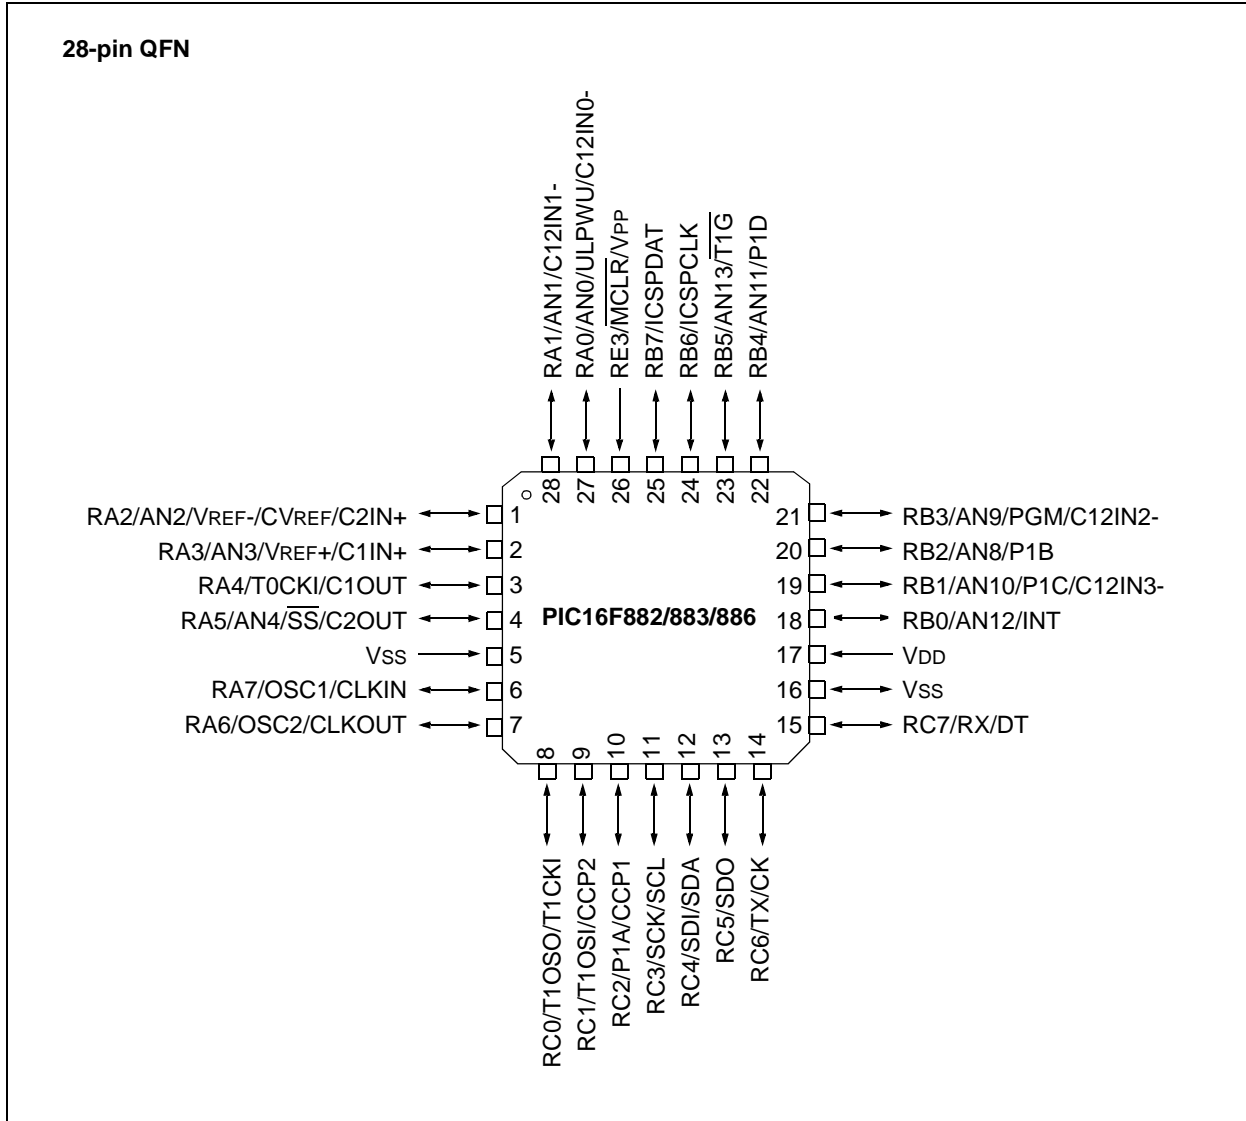 28-pin QFN
RA1/AN1/C12IN1-
RA0/AN0/ULPWU/C12IN0-
RE3/MCLR/VPP
RB7/ICSPDAT
RB6/ICSPCLK
RB5/AN13/T1G
RB4/AN11/P1D
28
27
26
25
24
23
22
RA2/AN2/VREF-/CVREF/C2IN+
1
RA3/AN3/VREF+/C1IN+
2
RA4/T0CKI/C1OUT
3
RA5/AN4/SS/C2OUT
4
VSS
5
RA7/OSC1/CLKIN
6
RA6/OSC2/CLKOUT
7
PIC16F882/883/886
21
RB3/AN9/PGM/C12IN2-
20
RB2/AN8/P1B
19
RB1/AN10/P1C/C12IN3-
18
RB0/AN12/INT
17
VDD
16
VSS
15
RC7/RX/DT
8
9
10
11
12
13
14
RC0/T1OSO/T1CKI
RC1/T1OSI/CCP2
RC2/P1A/CCP1
RC3/SCK/SCL
RC4/SDI/SDA
RC5/SDO
RC6/TX/CK